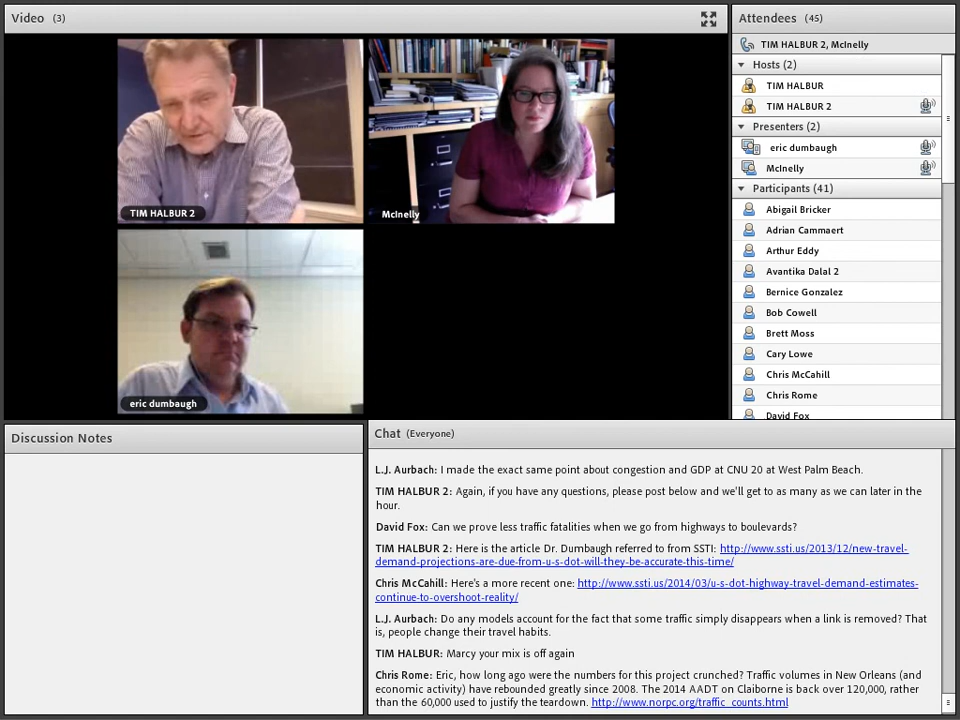 Video (3)
TIM HALBUR 2
McInelly
eric dumbaugh
Attendees (45)
TIM HALBUR 2, McInelly
Hosts (2)
TIM HALBUR
TIM HALBUR 2
Presenters (2)
eric dumbaugh
McInelly
Participants (41)
Abigail Bricker
Adrian Cammaert
Arthur Eddy
Avantika Dalal 2
Bernice Gonzalez
Bob Cowell
Brett Moss
Cary Lowe
Chris McCahill
Chris Rome
David Fox
Discussion Notes
Chat (Everyone)
L.J. Aurbach: I made the exact same point about congestion and GDP at CNU 20 at West Palm Beach.
TIM HALBUR 2: Again, if you have any questions, please post below and we'll get to as many as we can later in the
hour.
David Fox: Can we prove less traffic fatalities when we go from highways to boulevards?
TIM HALBUR 2: Here is the article Dr. Dumbaugh referred to from SSTI: http://www.ssti.us/2013/12/new-travel-
demand-projections-are-due-from-u-s-dot-will-they-be-accurate-this-time/
Chris McCahill: Here's a more recent one: http://www.ssti.us/2014/03/u-s-dot-highway-travel-demand-estimates-
continue-to-overshoot-reality/
L.J. Aurbach: Do any models account for the fact that some traffic simply disappears when a link is removed? That
is, people change their travel habits.
TIM HALBUR: Marcy your mix is off again
Chris Rome: Eric, how long ago were the numbers for this project crunched? Traffic volumes in New Orleans (and
economic activity) have rebounded greatly since 2008. The 2014 AADT on Claiborne is back over 120,000, rather
than the 60,000 used to justify the teardown. http://www.norpc.org/traffic_counts.html